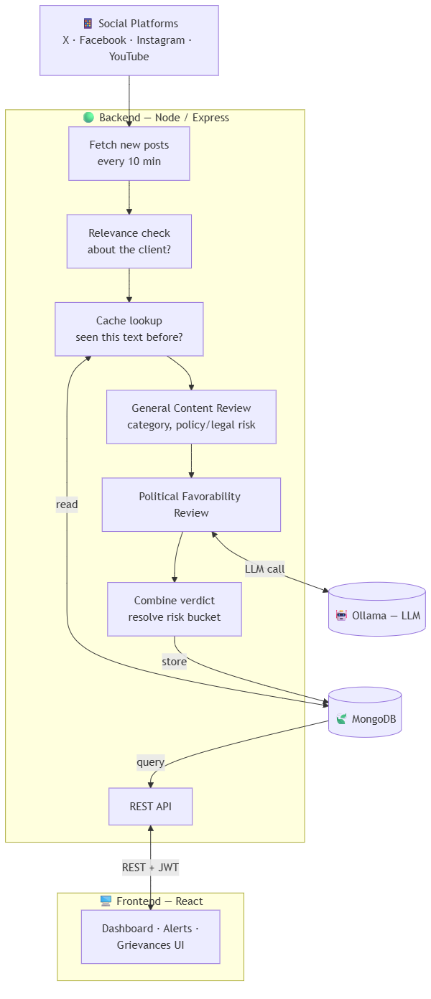 📱 Social Platforms
X · Facebook · Instagram ·
YouTube
🟢 Backend — Node / Express
Fetch new posts
every 10 min
Relevance check
about the client?
Cache lookup
seen this text before?
General Content Review
category, policy/legal risk
Political Favorability
Review
read
LLM call
Combine verdict
resolve risk bucket
🤖 Ollama — LLM
store
🍃 MongoDB
query
REST API
REST + JWT
🖥️ Frontend — React
Dashboard · Alerts ·
Grievances UI